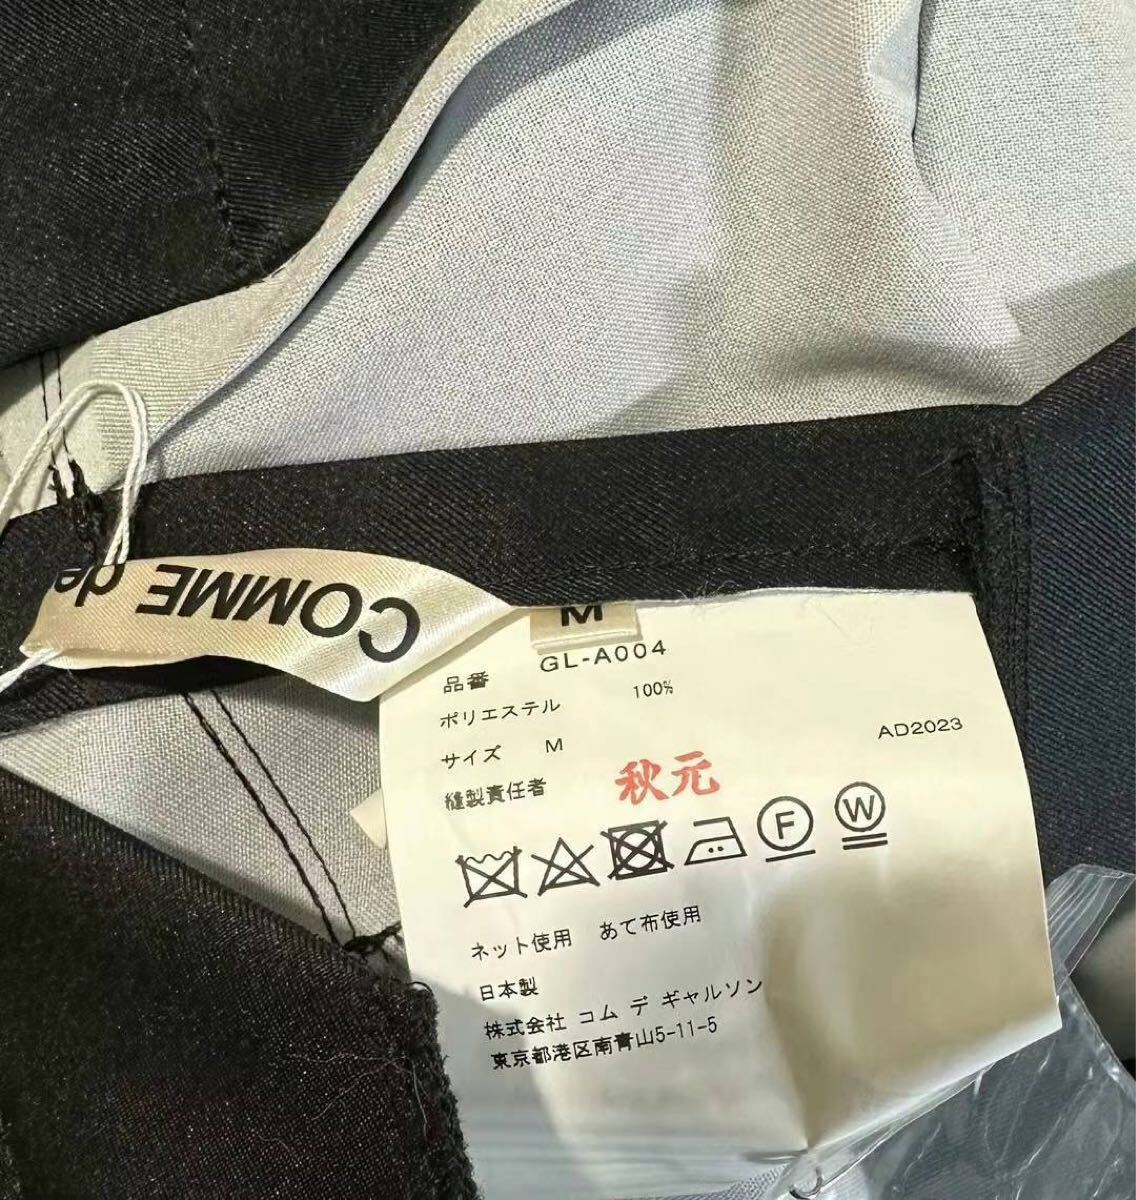 COMME de
M
品番 GL-A004
ポリエステル 100%
サイズ M AD2023
縫製責任者 秋元
F W
ネット使用 あて布使用
日本製
株式会社 コム デ ギャルソン
東京都港区南青山5-11-5